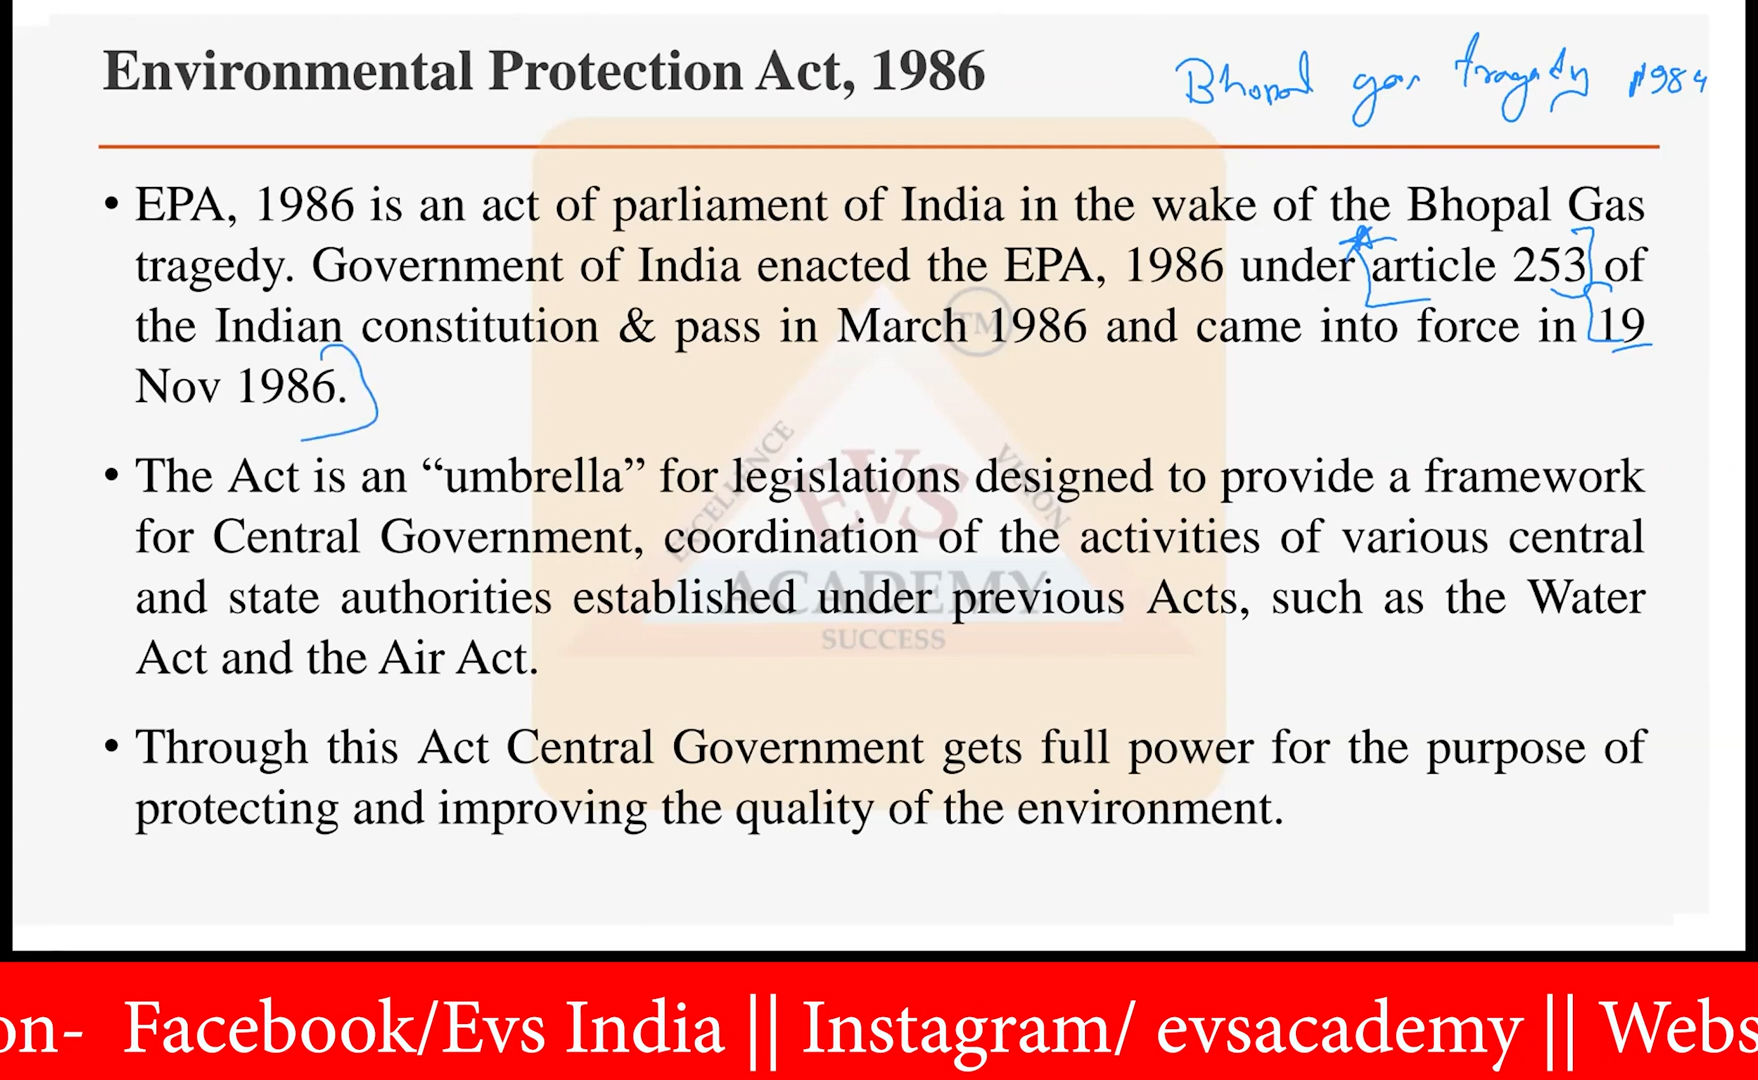 Environmental Protection Act, 1986
Bhopal gas tragedy 1984
• EPA, 1986 is an act of parliament of India in the wake of the Bhopal Gas
tragedy. Government of India enacted the EPA, 1986 under article 253 of
the Indian constitution & pass in March 1986 and came into force in 19
Nov 1986.
• The Act is an “umbrella” for legislations designed to provide a framework
for Central Government, coordination of the activities of various central
and state authorities established under previous Acts, such as the Water
Act and the Air Act.
• Through this Act Central Government gets full power for the purpose of
protecting and improving the quality of the environment.
TM
EXCELLENCE
VISION
EVS
ACADEMY
SUCCESS
on- Facebook/Evs India || Instagram/ evsacademy || Webs